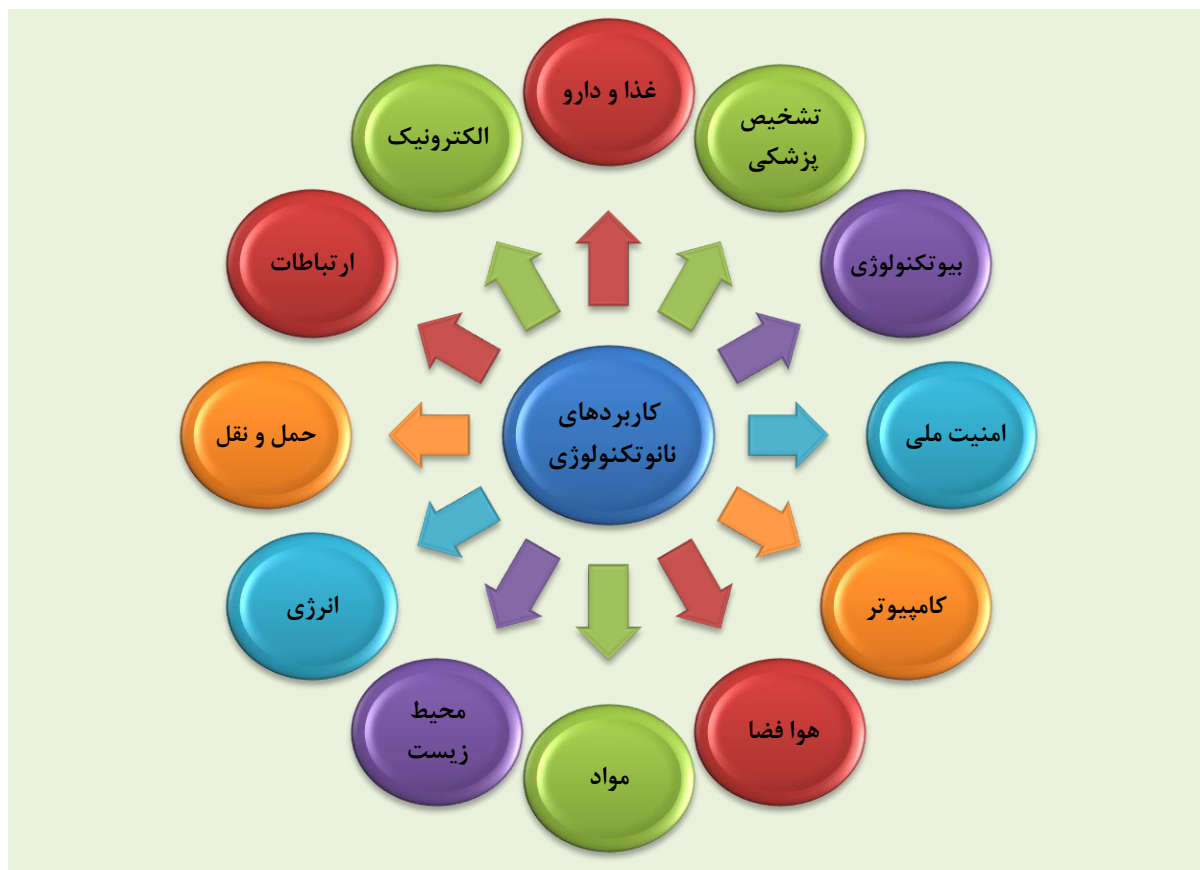 غذا و دارو
تشخیص
پزشکی
بیوتکنولوژی
امنیت ملی
کامپیوتر
هوا فضا
مواد
محیط
زیست
انرژی
حمل و نقل
ارتباطات
الکترونیک
کاربردهای
نانوتکنولوژی